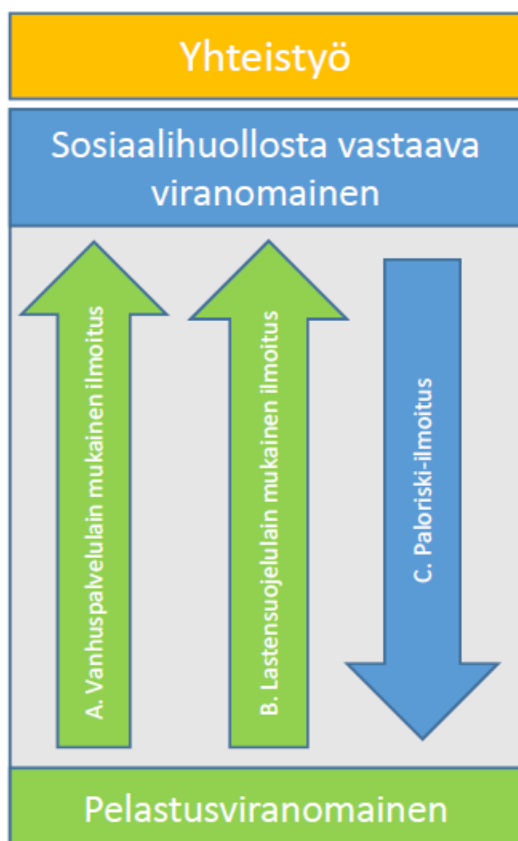 Yhteistyö
Sosiaalihuollosta vastaava
viranomainen
A. Vanhuspalvelulain mukainen ilmoitus
B. Lastensuojelulain mukainen ilmoitus
C. Paloriski-ilmoitus
Pelastusviranomainen